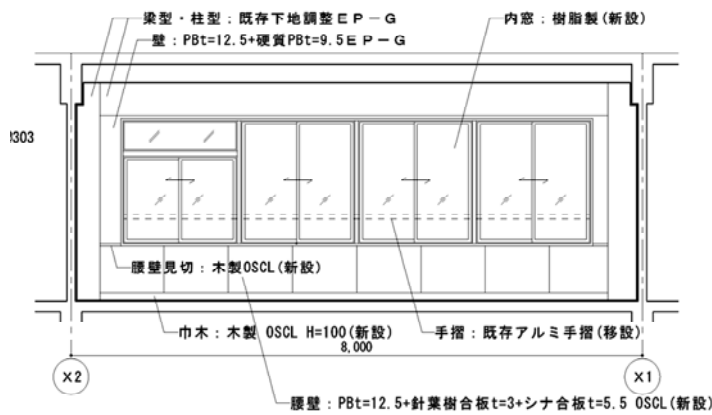 梁型・柱型：既存下地調整ＥＰ－Ｇ
壁：PBt=12.5+硬質PBt=9.5ＥＰ－Ｇ
内窓：樹脂製(新設)
腰壁見切：木製OSCL(新設)
巾木：木製 OSCL H=100(新設)
手摺：既存アルミ手摺(移設)
8,000
X2
X1
腰壁：PBt=12.5+針葉樹合板t=3+シナ合板t=5.5 OSCL(新設)